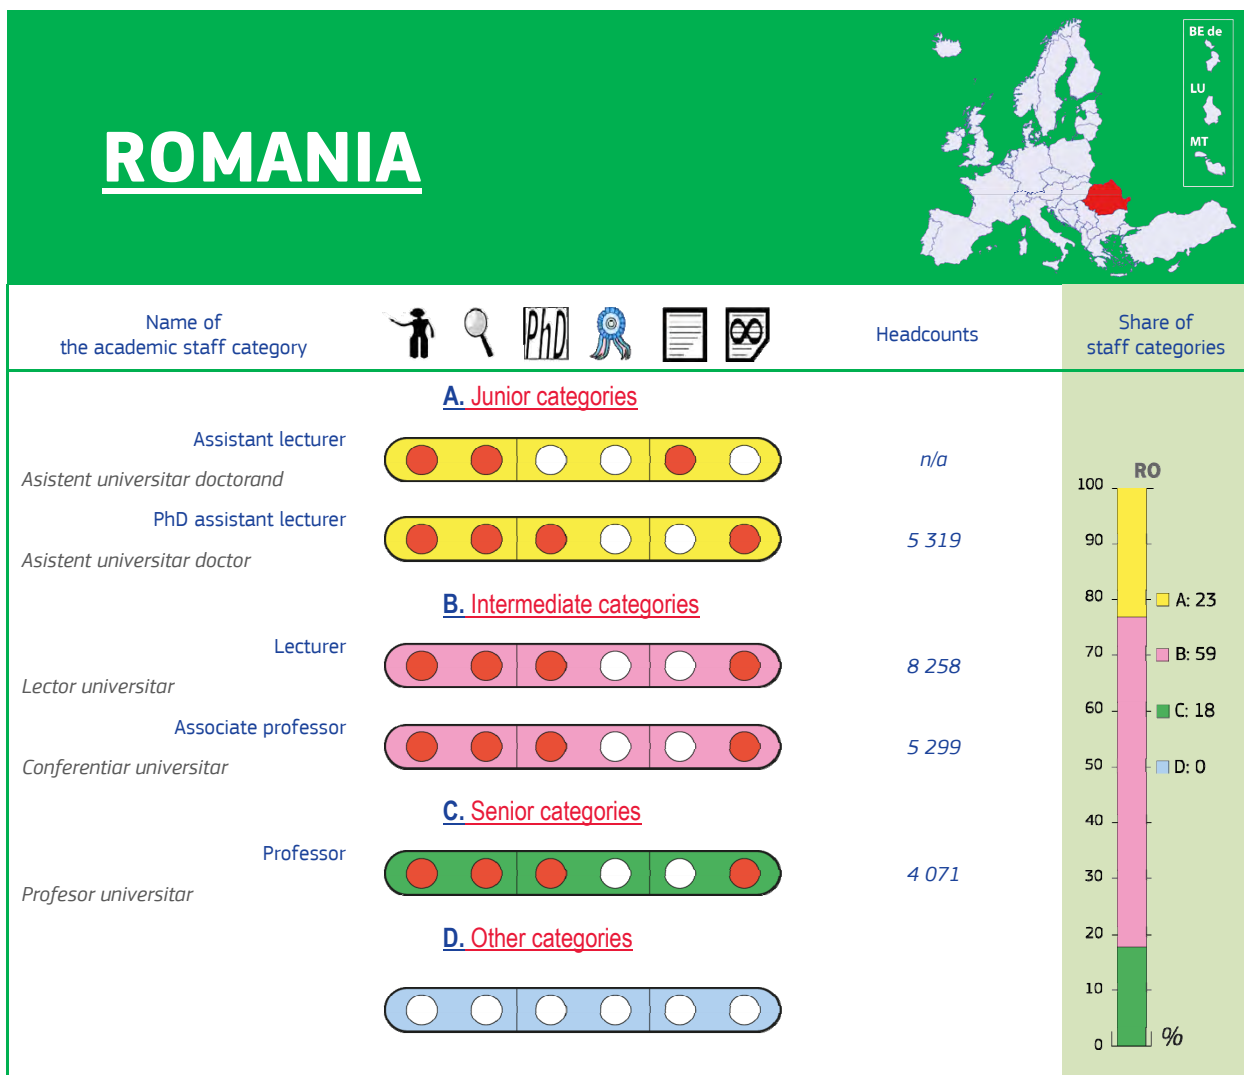 BE de
LU
MT
ROMANIA
Name of
the academic staff category
PhD
∞
Headcounts
Share of
staff categories
A. Junior categories
Assistant lecturer
Asistent universitar doctorand
n/a
PhD assistant lecturer
Asistent universitar doctor
5 319
B. Intermediate categories
Lecturer
Lector universitar
8 258
Associate professor
Conferentiar universitar
5 299
C. Senior categories
Professor
Profesor universitar
4 071
D. Other categories
RO
100
90
80
70
60
50
40
30
20
10
0
%
A: 23
B: 59
C: 18
D: 0